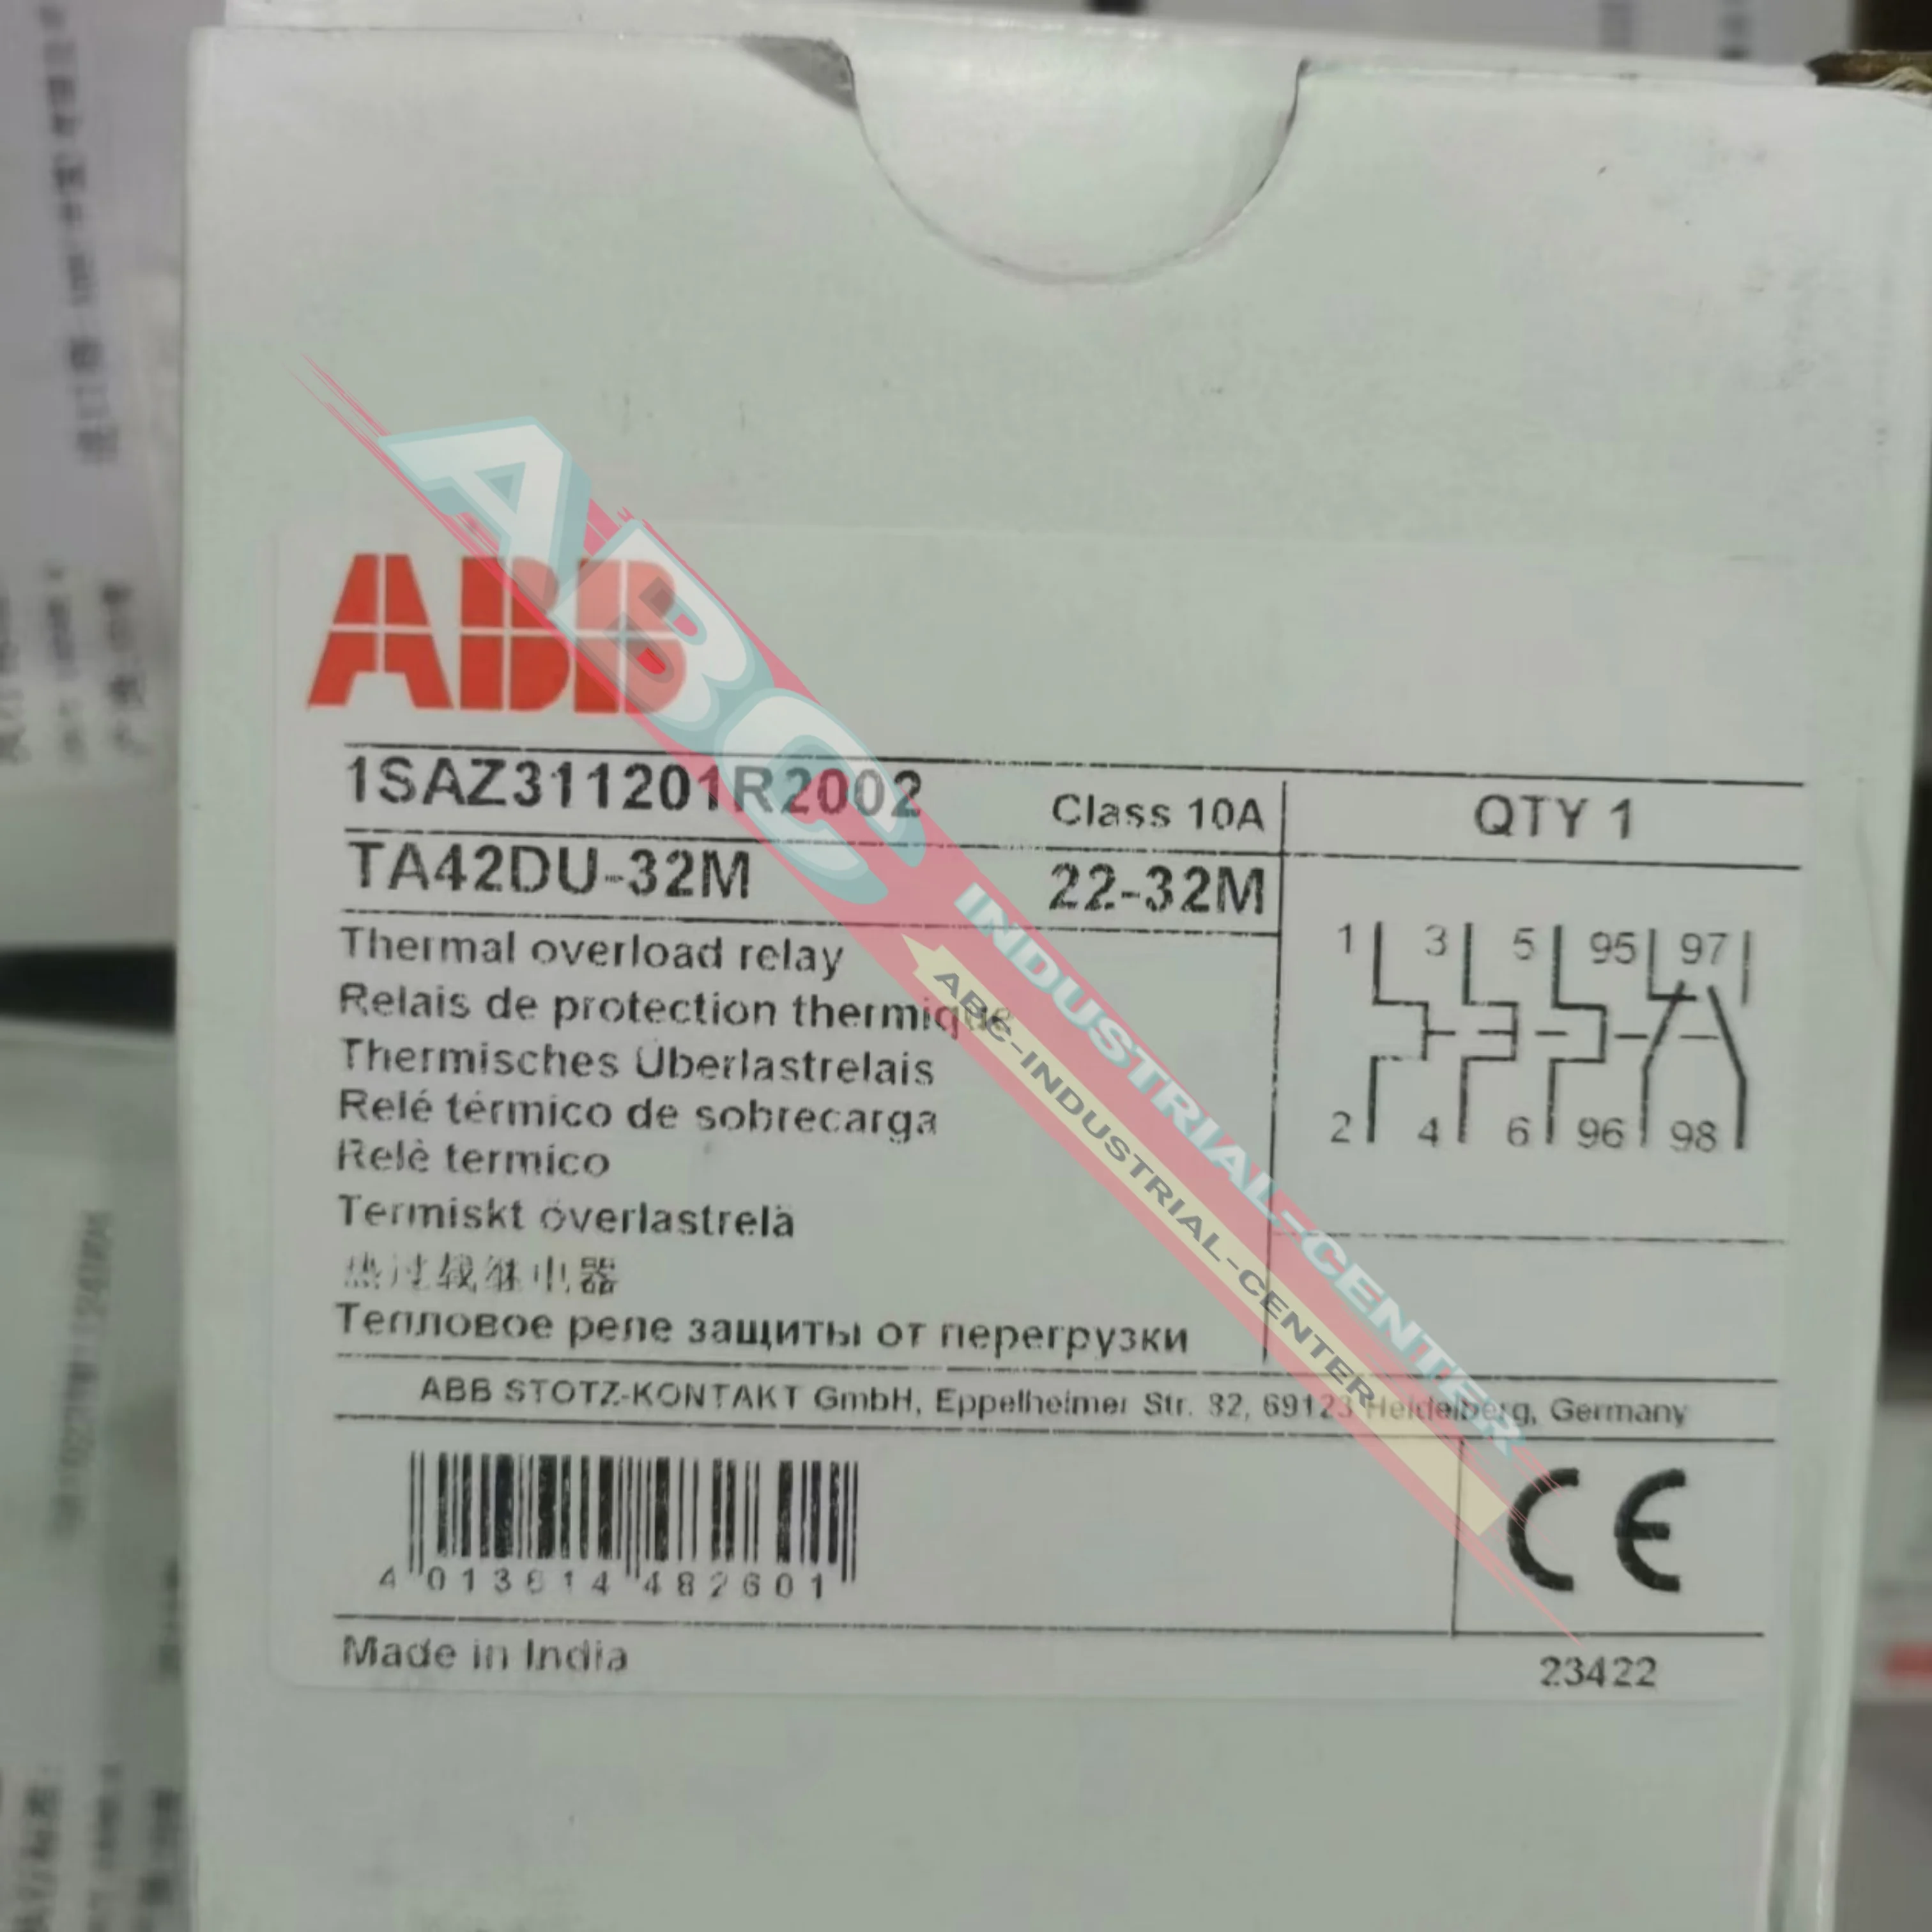 ABB
1SAZ311201R2002
Class 10A
QTY 1
TA42DU-32M
22-32M
1 3 5 95 97
2 4 6 96 98
Thermal overload relay
Relais de protection thermique
Thermisches Überlastrelais
Relé térmico de sobrecarga
Relè termico
Termiskt överlastrelä
热过载继电器
Тепловое реле защиты от перегрузки
ABB STOTZ-KONTAKT GmbH, Eppelheimer Str. 82, 69123 Heidelberg, Germany
4 013614 482601
CE
Made in India
23422
ABC INDUSTRIAL-CENTER
ABC-INDUSTRIAL-CENTER